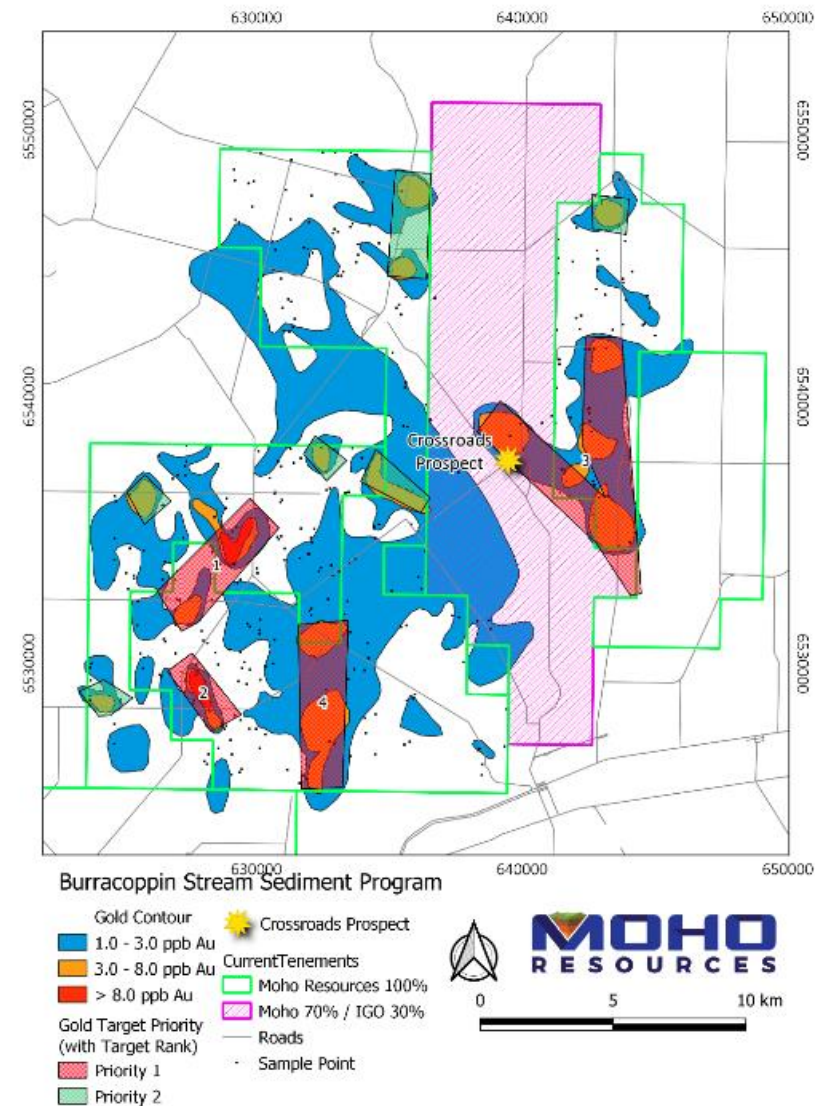 630000 640000 650000
6550000 6550000
6540000 6540000
Crossroads
Prospect
3
1
6530000 6530000
2
4
630000 640000 650000
Burracoppin Stream Sediment Program
Gold Contour
1.0 - 3.0 ppb Au
3.0 - 8.0 ppb Au
> 8.0 ppb Au
Gold Target Priority
(with Target Rank)
Priority 1
Priority 2
Crossroads Prospect
CurrentTenements
Moho Resources 100%
Moho 70% / IGO 30%
Roads
Sample Point
MOHO
RESOURCES
0 5 10 km